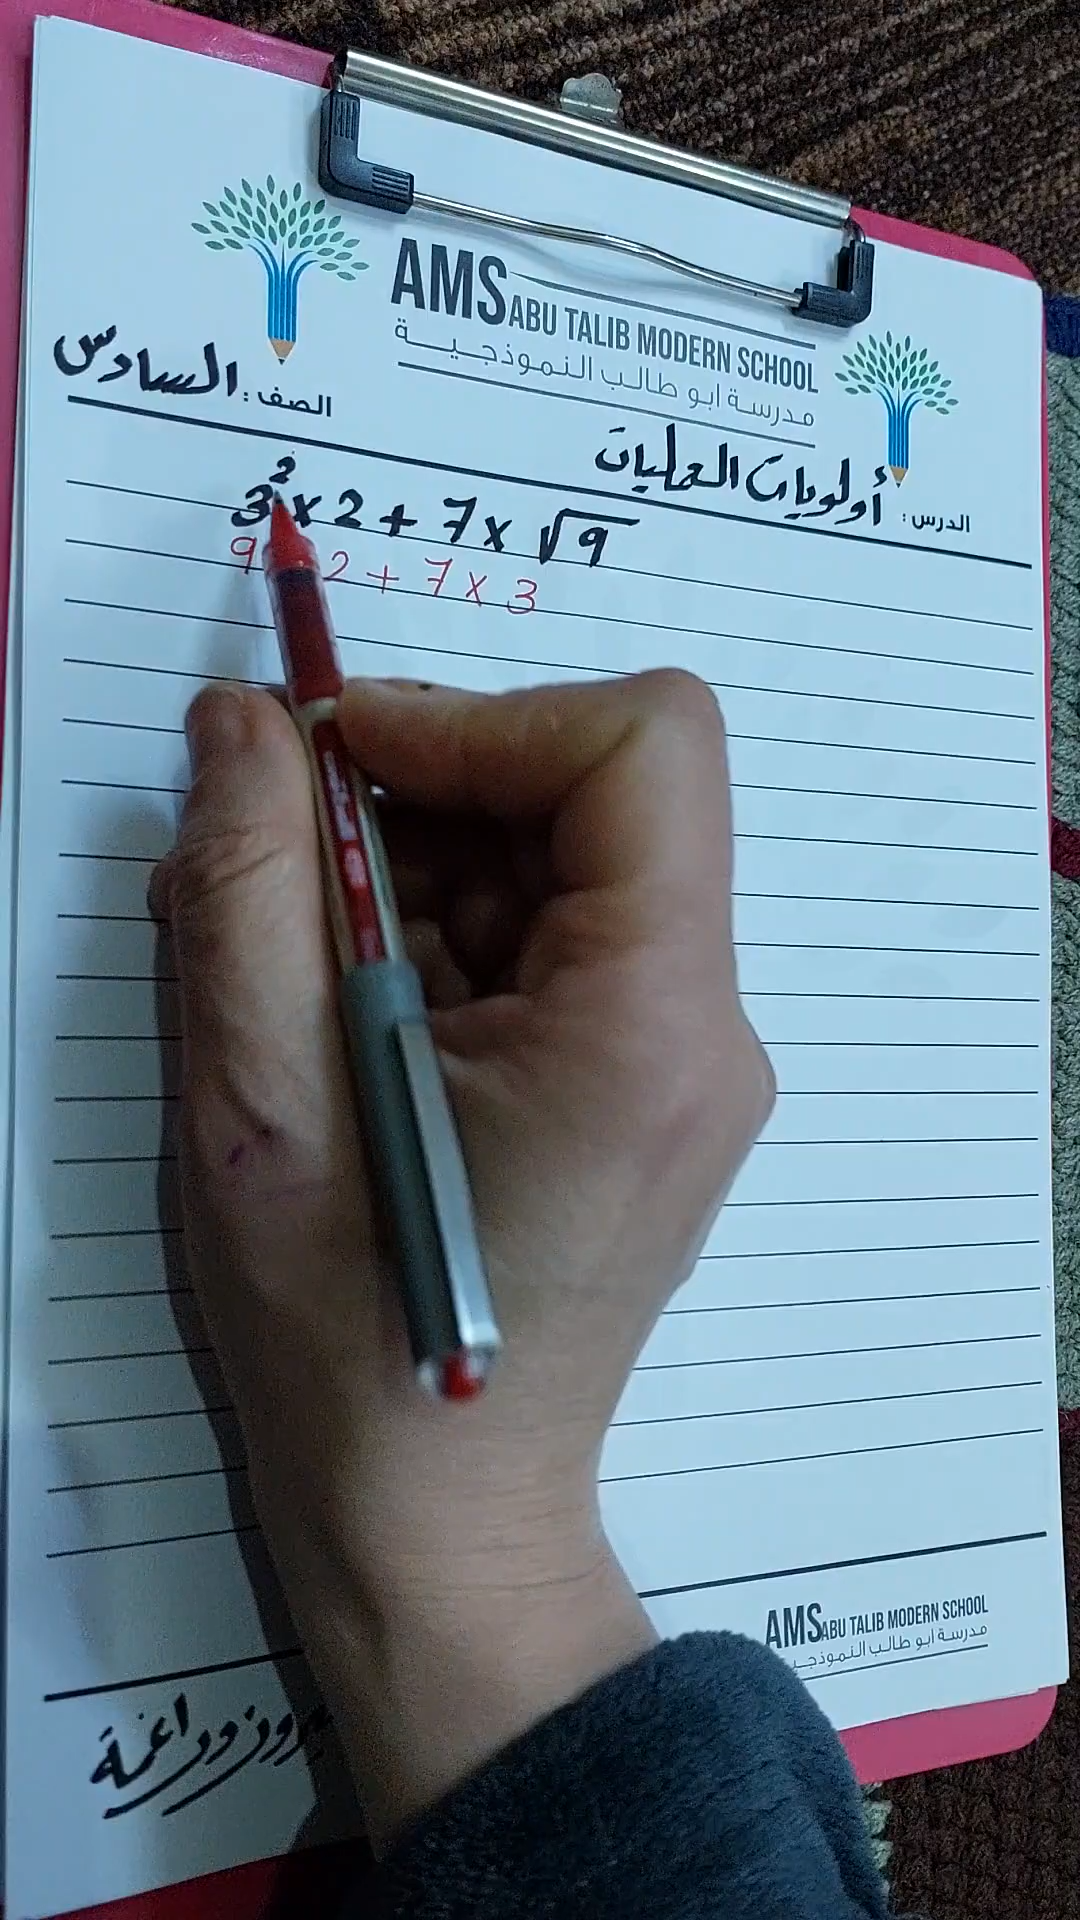 AMS ABU TALIB MODERN SCHOOL
مدرسة ابو طالب النموذجية
الصف: السادس
الدرس: أولويات العمليات
3² × 2 + 7 × √9
9 2 + 7 × 3
AMS ABU TALIB MODERN SCHOOL
مدرسة ابو طالب النموذجي